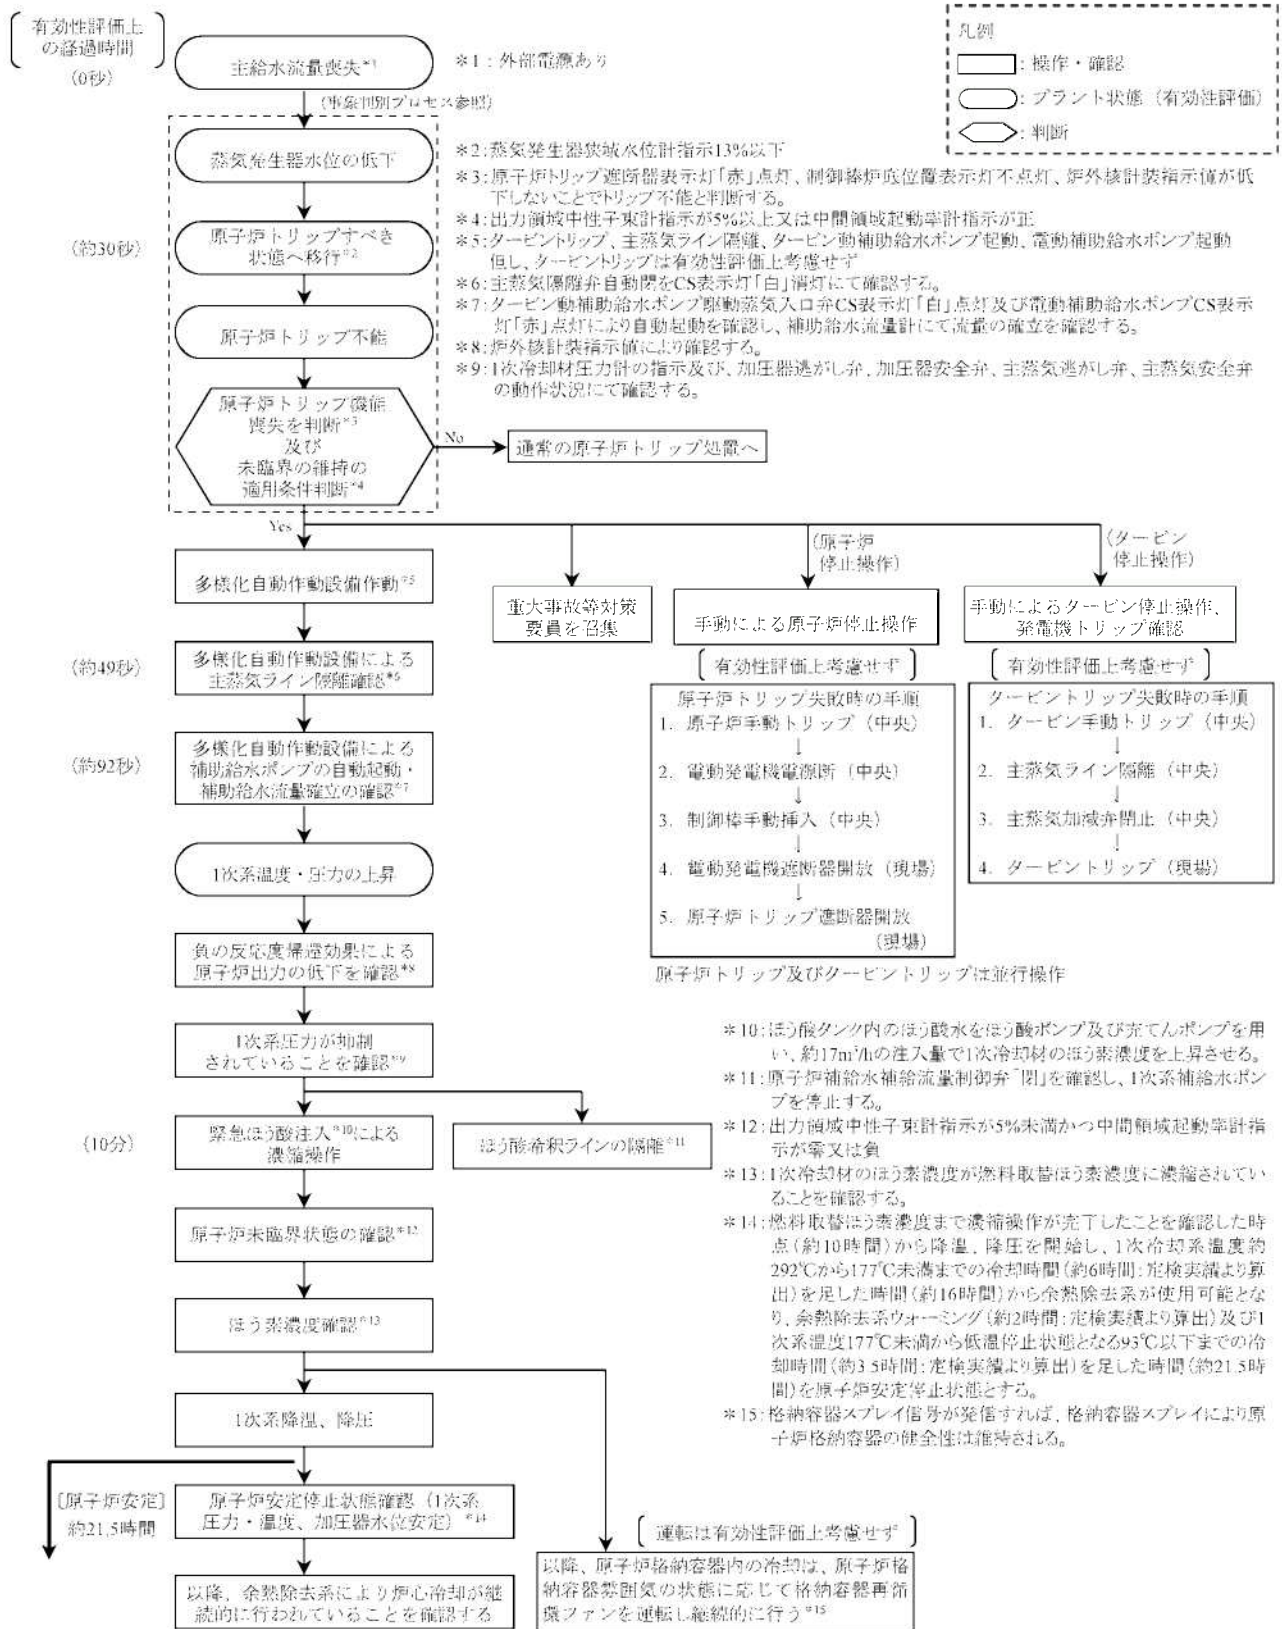 有効性評価上
の経過時間
(0秒)
主給水流量喪失*1
*1：外部電源あり
凡例
：操作・確認
：プラント状態（有効性評価）
：判断
(事象判別プロセス参照)
蒸気発生器水位の低下
*2：蒸気発生器狭域水位計指示13%以下
*3：原子炉トリップ遮断器表示灯「赤」点灯、制御棒炉底位置表示灯不点灯、炉外核計装指示値が低
下しないことでトリップ不能と判断する。
*4：出力領域中性子束計指示が5%以上又は中間領域起動率計指示が正
*5：タービントリップ、主蒸気ライン隔離、タービン動補助給水ポンプ起動、電動補助給水ポンプ起動
但し、タービントリップは有効性評価上考慮せず
*6：主蒸気隔離弁自動閉をCS表示灯「白」消灯にて確認する。
*7：タービン動補助給水ポンプ駆動蒸気入口弁CS表示灯「白」点灯及び電動補助給水ポンプCS表示
灯「赤」点灯により自動起動を確認し、補助給水流量計にて流量の確立を確認する。
*8：炉外核計装指示値により確認する。
*9：1次冷却材圧力計の指示及び、加圧器逃がし弁、加圧器安全弁、主蒸気逃がし弁、主蒸気安全弁
の動作状況にて確認する。
(約30秒)
原子炉トリップすべき
状態へ移行*2
原子炉トリップ不能
原子炉トリップ機能
喪失を判断*3
及び
未臨界の維持の
適用条件判断*4
No
通常の原子炉トリップ処置へ
Yes
(原子炉
停止操作)
(タービン
停止操作)
多様化自動作動設備作動*5
重大事故等対策
要員を召集
手動による原子炉停止操作
手動によるタービン停止操作、
発電機トリップ確認
(約49秒)
多様化自動作動設備による
主蒸気ライン隔離確認*6
有効性評価上考慮せず
有効性評価上考慮せず
(約92秒)
多様化自動作動設備による
補助給水ポンプの自動起動・
補助給水流量確立の確認*7
原子炉トリップ失敗時の手順
1. 原子炉手動トリップ（中央）
↓
2. 電動発電機電源断（中央）
↓
3. 制御棒手動挿入（中央）
↓
4. 電動発電機遮断器開放（現場）
↓
5. 原子炉トリップ遮断器開放
（現場）
タービントリップ失敗時の手順
1. タービン手動トリップ（中央）
↓
2. 主蒸気ライン隔離（中央）
↓
3. 主蒸気加減弁閉止（中央）
↓
4. タービントリップ（現場）
原子炉トリップ及びタービントリップは並行操作
1次系温度・圧力の上昇
負の反応度帰還効果による
原子炉出力の低下を確認*8
1次系圧力が抑制
されていることを確認*9
(10分)
緊急ほう酸注入*10による
濃縮操作
ほう酸希釈ラインの隔離*11
原子炉未臨界状態の確認*12
ほう素濃度確認*13
1次系降温、降圧
*10：ほう酸タンク内のほう酸水をほう酸ポンプ及び充てんポンプを用
い、約17m³/hの注入量で1次冷却材のほう素濃度を上昇させる。
*11：原子炉補給水補給流量制御弁「閉」を確認し、1次系補給水ポン
プを停止する。
*12：出力領域中性子束計指示が5%未満かつ中間領域起動率計指
示が零又は負
*13：1次冷却材のほう素濃度が燃料取替ほう素濃度に濃縮されてい
ることを確認する。
*14：燃料取替ほう素濃度まで濃縮操作が完了したことを確認した時
点（約10時間）から降温、降圧を開始し、1次冷却系温度約
292℃から177℃未満までの冷却時間（約6時間：定検実績より算
出）を足した時間（約16時間）から余熱除去系が使用可能とな
り、余熱除去系ウォーミング（約2時間：定検実績より算出）及び1
次系温度177℃未満から低温停止状態となる93℃以下までの冷
却時間（約3.5時間：定検実績より算出）を足した時間（約21.5時
間）を原子炉安定停止状態とする。
*15：格納容器スプレイ信号が発信すれば、格納容器スプレイにより原
子炉格納容器の健全性は維持される。
［原子炉安定］
約21.5時間
原子炉安定停止状態確認（1次系
圧力・温度、加圧器水位安定）*14
運転は有効性評価上考慮せず
以降、余熱除去系により炉心冷却が継
続的に行われていることを確認する
以降、原子炉格納容器内の冷却は、原子炉格
納容器雰囲気の状態に応じて格納容器再循
環ファンを運転し継続的に行う*15